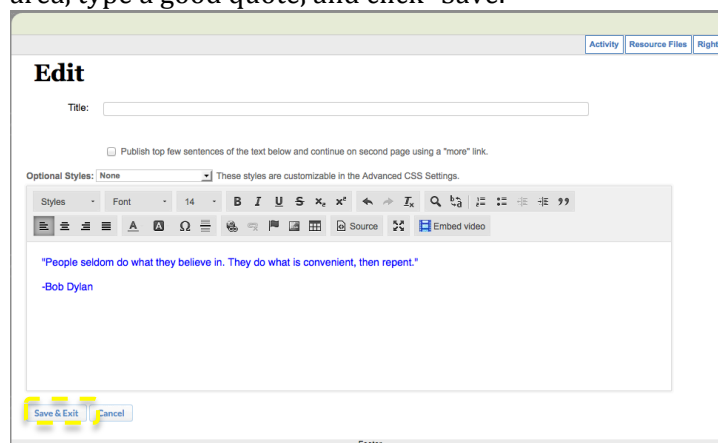 area, type a good quote, and click "Save.
Activity Resource Files Right
Edit
Title:
Publish top few sentences of the text below and continue on second page using a "more" link.
Optional Styles: None These styles are customizable in the Advanced CSS Settings.
Styles Font 14 B I U S x₂ x² Ix
A A Ω Source Embed video
"People seldom do what they believe in. They do what is convenient, then repent."
-Bob Dylan
Save & Exit Cancel